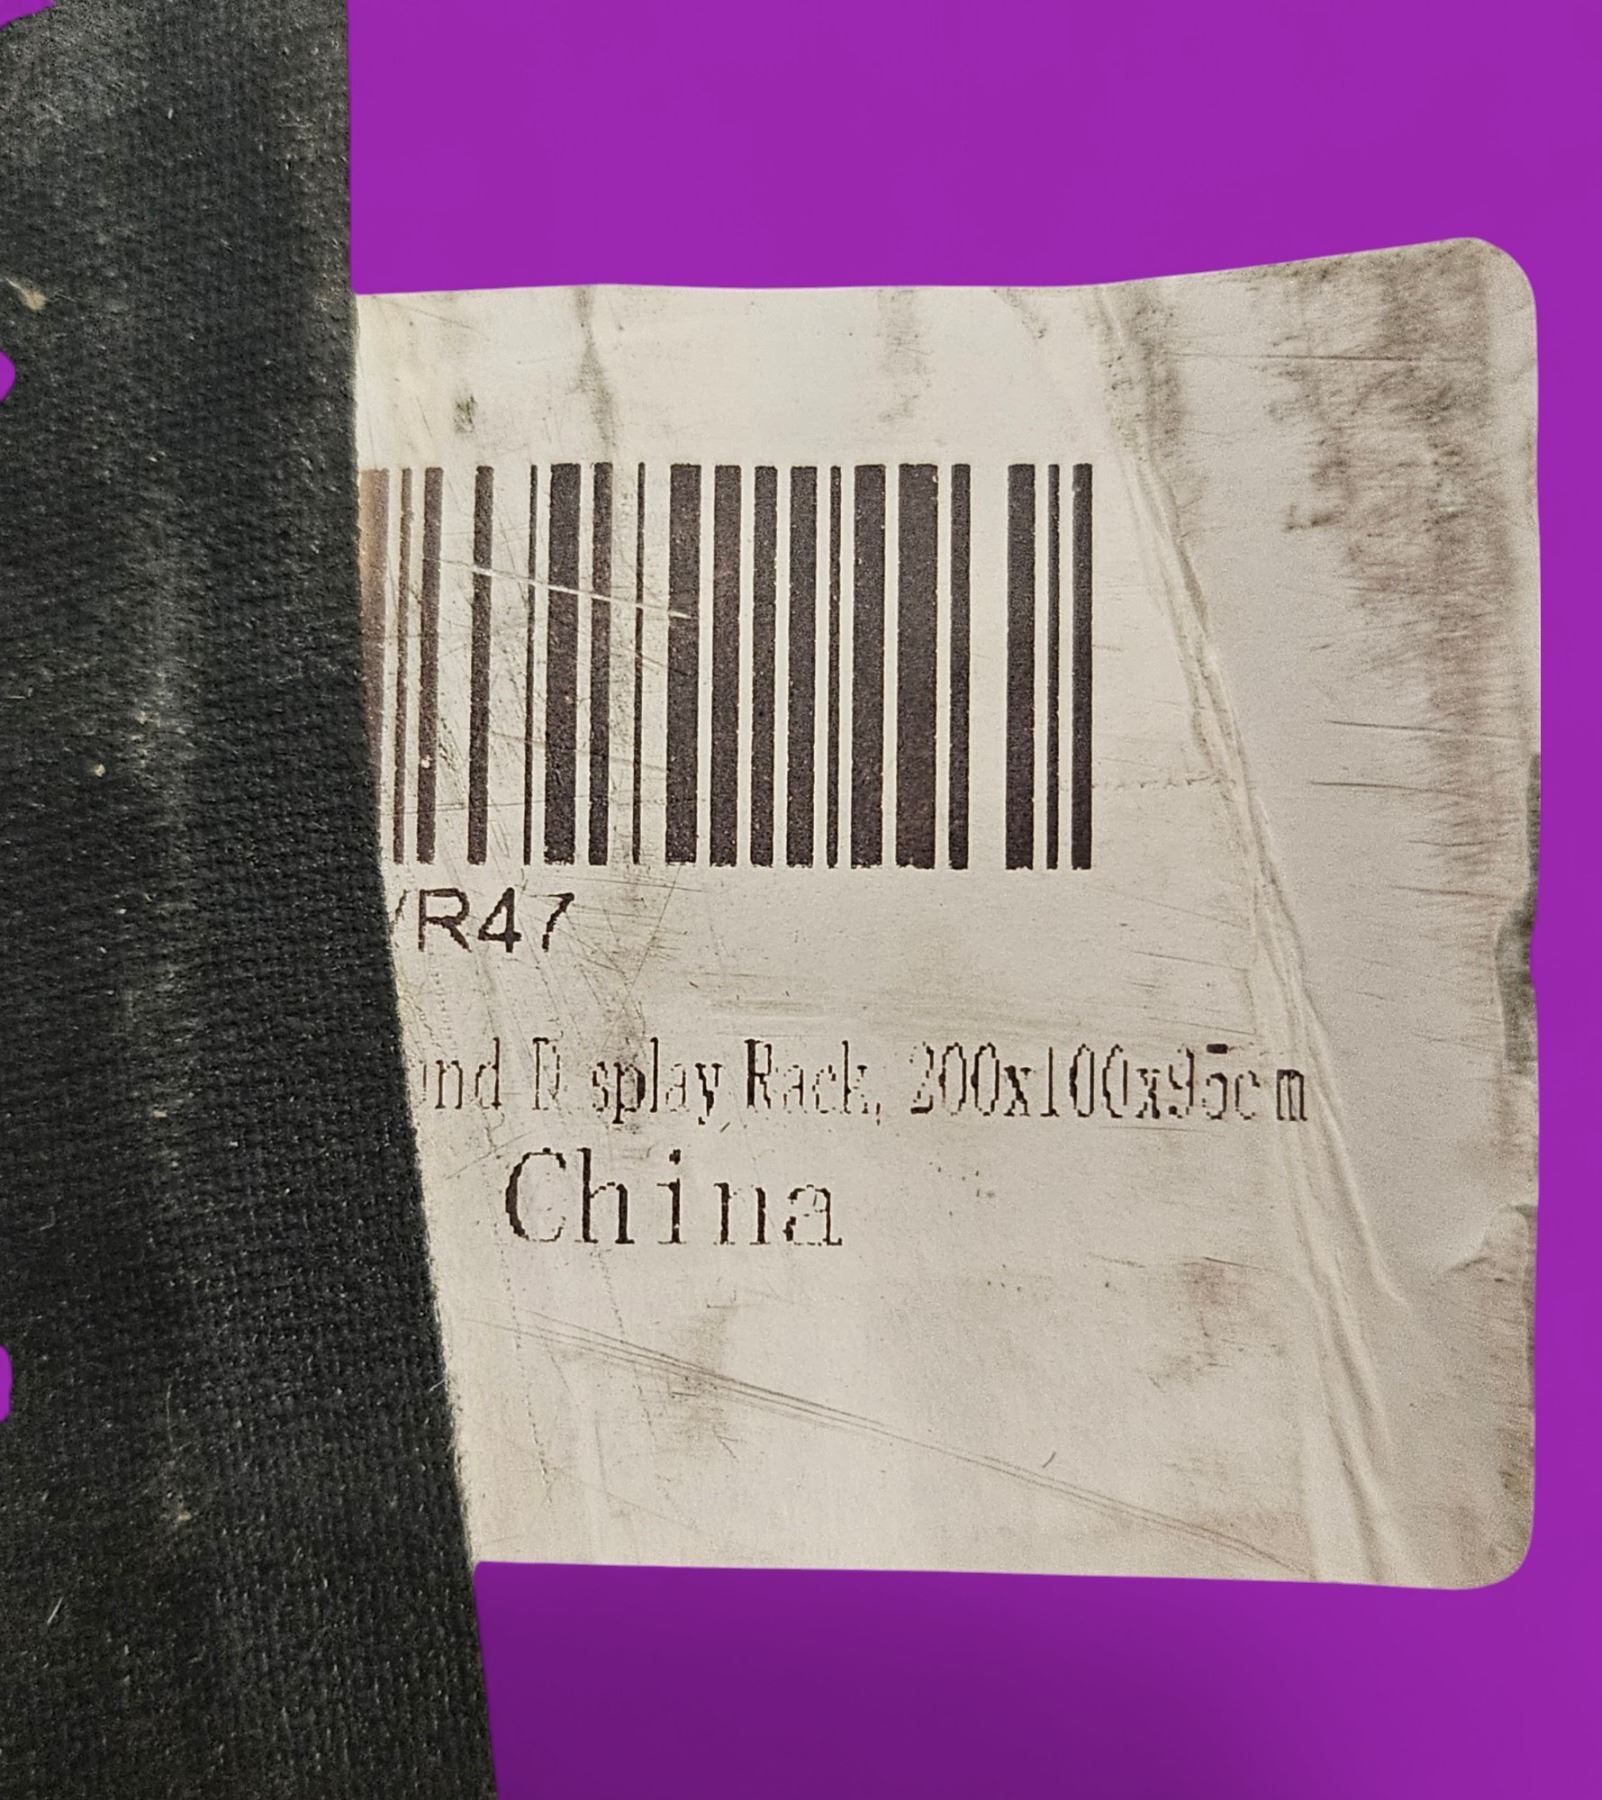 R47
Display Rack, 200x100x95cm
China